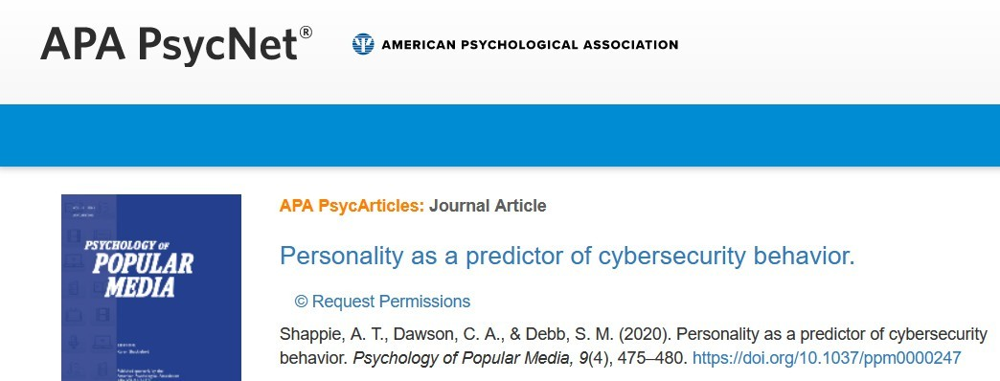 APA PsycNet®
AMERICAN PSYCHOLOGICAL ASSOCIATION
PSYCHOLOGY OF
POPULAR
MEDIA
APA PsycArticles: Journal Article
Personality as a predictor of cybersecurity behavior.
© Request Permissions
Shappie, A. T., Dawson, C. A., & Debb, S. M. (2020). Personality as a predictor of cybersecurity
behavior. Psychology of Popular Media, 9(4), 475–480. https://doi.org/10.1037/ppm0000247